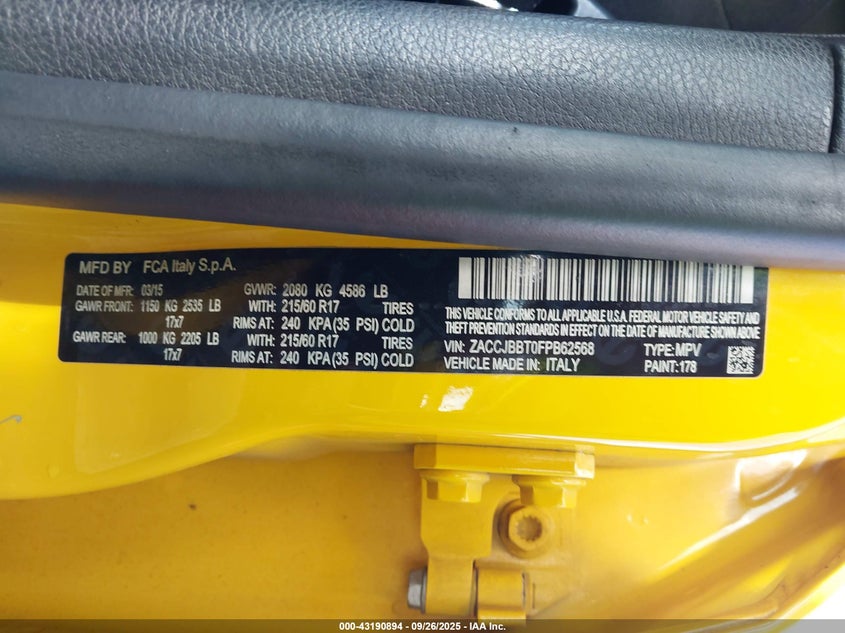 MFD BY FCA Italy S.p.A.
DATE OF MFR: 03/15 GVWR: 2080 KG 4586 LB
GAWR FRONT: 1150 KG 2535 LB WITH: 215/60 R17 TIRES
17x7 RIMS AT: 240 KPA(35 PSI) COLD
GAWR REAR: 1000 KG 2205 LB WITH: 215/60 R17 TIRES
17x7 RIMS AT: 240 KPA(35 PSI) COLD
THIS VEHICLE CONFORMS TO ALL APPLICABLE U.S.A. FEDERAL MOTOR VEHICLE SAFETY AND
THEFT PREVENTION STANDARDS IN EFFECT ON THE DATE OF MANUFACTURE SHOWN ABOVE
VIN: ZACCJBBT0FPB62568 TYPE: MPV
VEHICLE MADE IN: ITALY PAINT:178
000-43190894 - 09/26/2025 - IAA Inc.